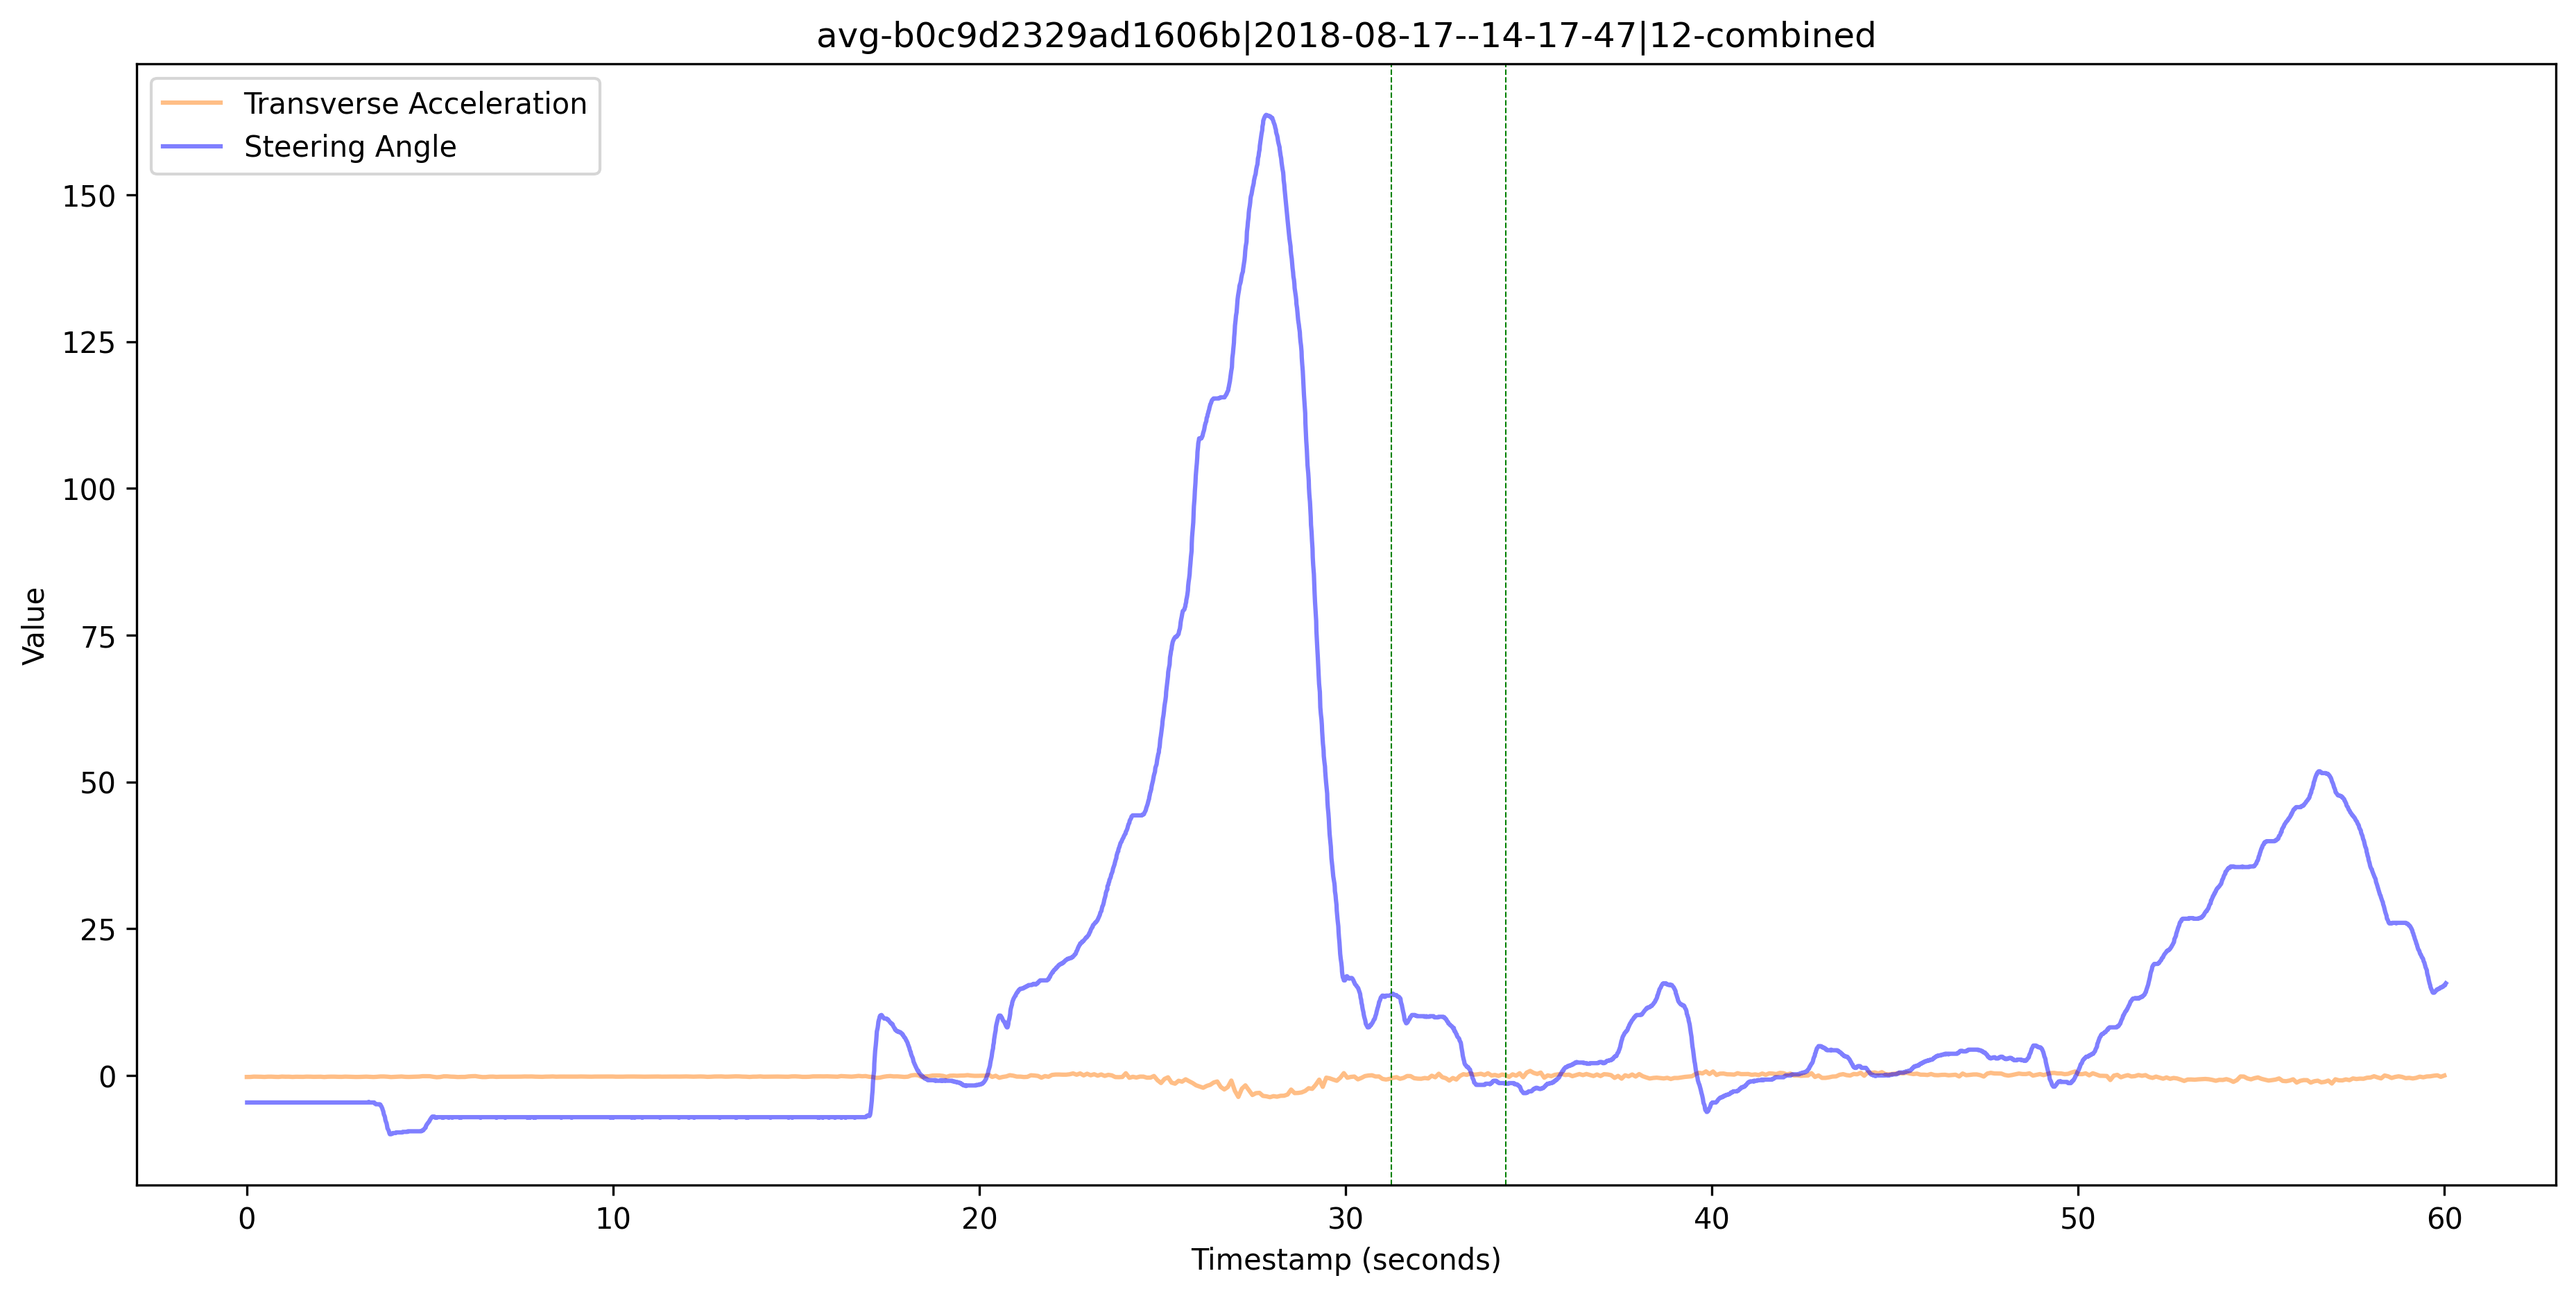 avg-b0c9d2329ad1606b|2018-08-17--14-17-47|12-combined
Transverse Acceleration
Steering Angle
Value
150
125
100
75
50
25
0
0 10 20 30 40 50 60
Timestamp (seconds)